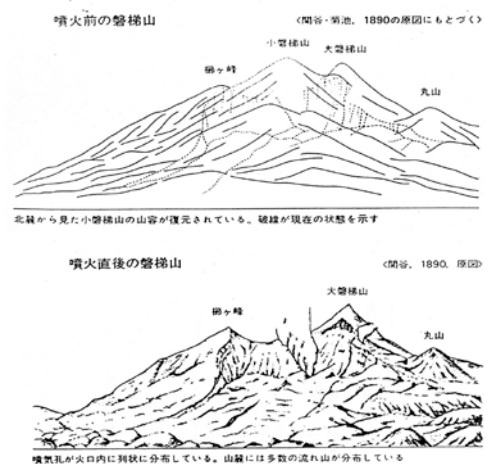 噴火前の磐梯山
〈関谷・菊池，1890の原図にもとづく〉
小磐梯山
大磐梯山
櫛ヶ峰
丸山
北麓から見た小磐梯山の山容が復元されている。破線が現在の状態を示す
噴火直後の磐梯山
〈関谷，1890，原図〉
大磐梯山
櫛ヶ峰
丸山
噴気孔が火口内に列状に分布している。山麓には多数の流れ山が分布している